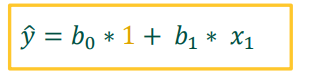 ŷ = b₀ * 1 + b₁ * x₁